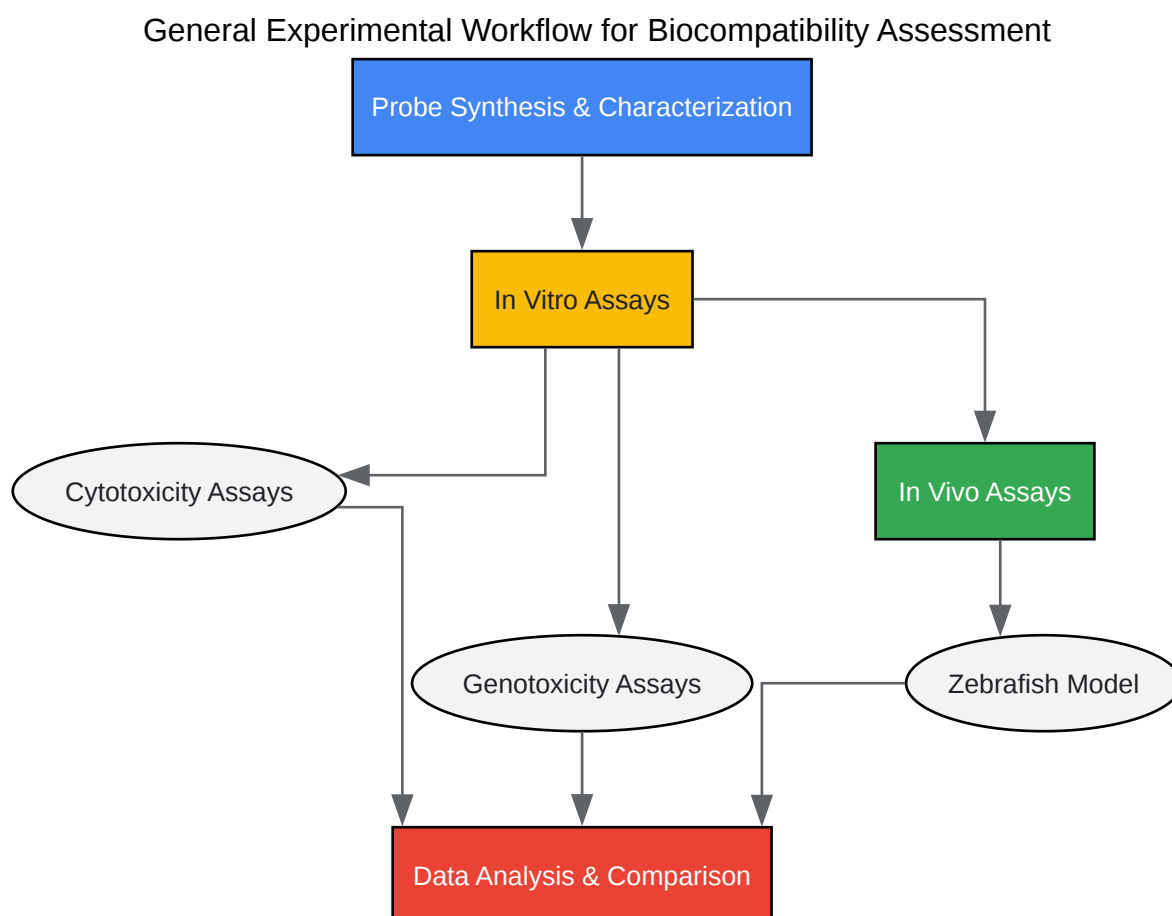 General Experimental Workflow for Biocompatibility Assessment
Probe Synthesis & Characterization
In Vitro Assays
Cytotoxicity Assays
In Vivo Assays
Genotoxicity Assays
Zebrafish Model
Data Analysis & Comparison